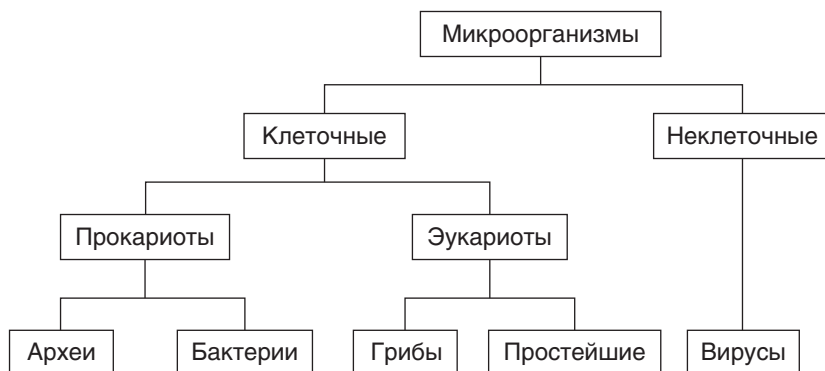 Микроорганизмы
Клеточные
Неклеточные
Прокариоты
Эукариоты
Археи
Бактерии
Грибы
Простейшие
Вирусы